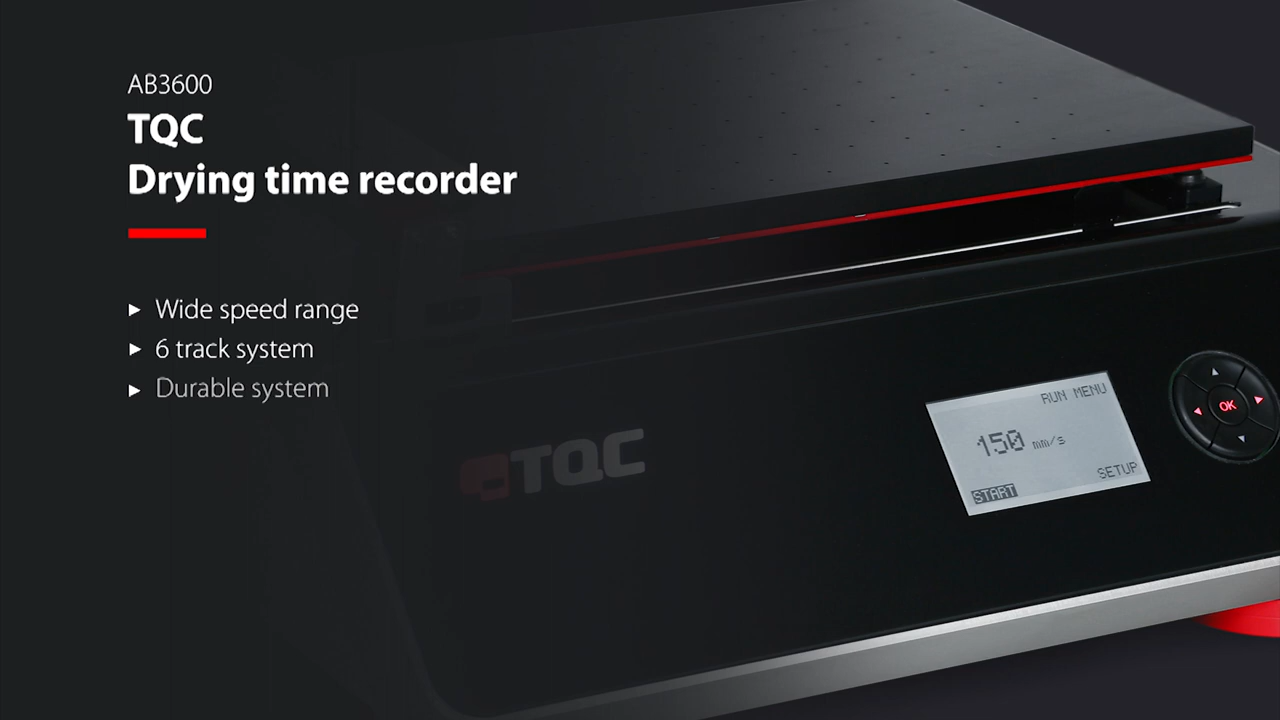 AB3600
TQC
Drying time recorder
Wide speed range
6 track system
Durable system
TQC
RUN MENU
150 mm/s
START
SETUP
OK